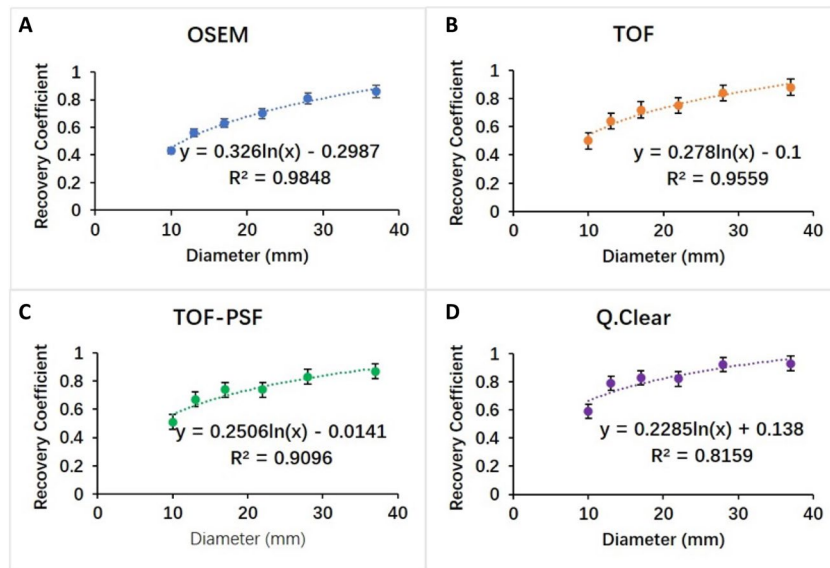 A
OSEM
Recovery Coefficient
1
0.8
0.6
0.4
0.2
0
y = 0.326ln(x) - 0.2987
R² = 0.9848
0 10 20 30 40
Diameter (mm)
B
TOF
Recovery Coefficient
1
0.8
0.6
0.4
0.2
0
y = 0.278ln(x) - 0.1
R² = 0.9559
0 10 20 30 40
Diameter (mm)
C
TOF-PSF
Recovery Coefficient
1
0.8
0.6
0.4
0.2
0
y = 0.2506ln(x) - 0.0141
R² = 0.9096
0 10 20 30 40
Diameter (mm)
D
Q.Clear
Recovery Coefficient
1
0.8
0.6
0.4
0.2
0
y = 0.2285ln(x) + 0.138
R² = 0.8159
0 10 20 30 40
Diameter (mm)